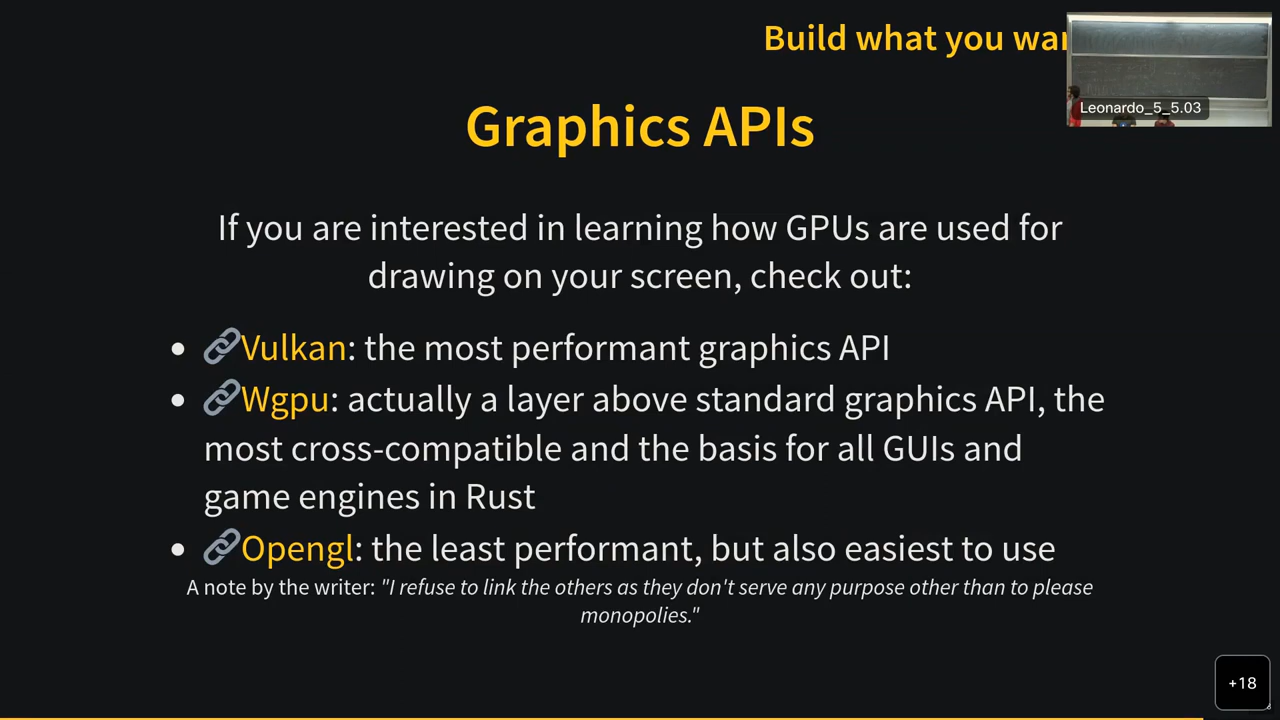 Build what you wan
Leonardo_5_5.03
Graphics APIs
If you are interested in learning how GPUs are used for
drawing on your screen, check out:
• Vulkan: the most performant graphics API
• Wgpu: actually a layer above standard graphics API, the
most cross-compatible and the basis for all GUIs and
game engines in Rust
• Opengl: the least performant, but also easiest to use
A note by the writer: "I refuse to link the others as they don't serve any purpose other than to please
monopolies."
+18